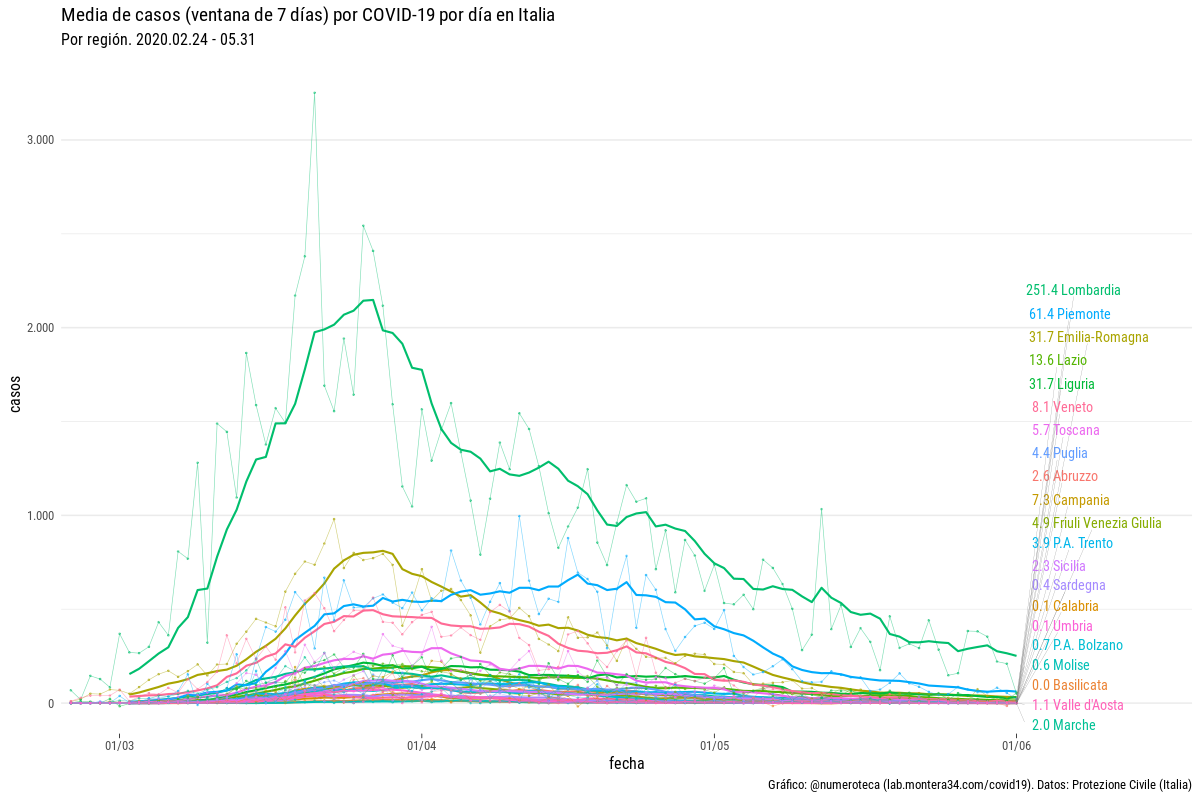 Media de casos (ventana de 7 días) por COVID-19 por día en Italia
Por región. 2020.02.24 - 05.31
3.000
2.000
1.000
0
casos
251.4 Lombardia
61.4 Piemonte
31.7 Emilia-Romagna
13.6 Lazio
31.7 Liguria
8.1 Veneto
5.7 Toscana
4.4 Puglia
2.6 Abruzzo
7.3 Campania
4.9 Friuli Venezia Giulia
3.9 P.A. Trento
2.3 Sicilia
0.4 Sardegna
0.1 Calabria
0.1 Umbria
0.7 P.A. Bolzano
0.6 Molise
0.0 Basilicata
1.1 Valle d'Aosta
2.0 Marche
01/03
01/04
01/05
01/06
fecha
Gráfico: @numeroteca (lab.montera34.com/covid19). Datos: Protezione Civile (Italia)